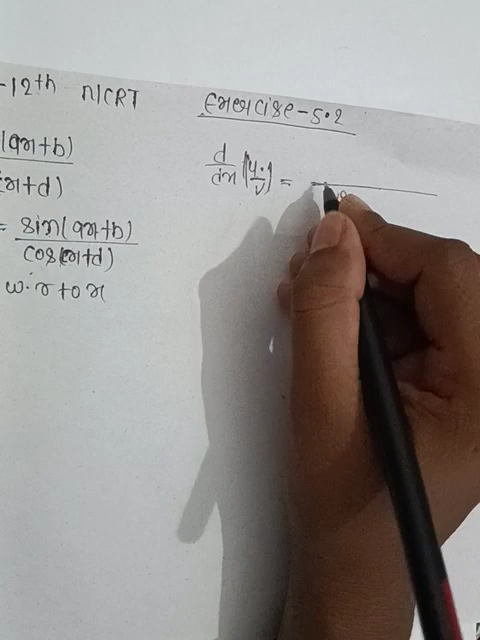 -12th NCRT
Exercise-5.2
(ax+b)
x+d)
= sin(ax+b)
cos(cx+d)
w.r to x
d/dx (u/v) =